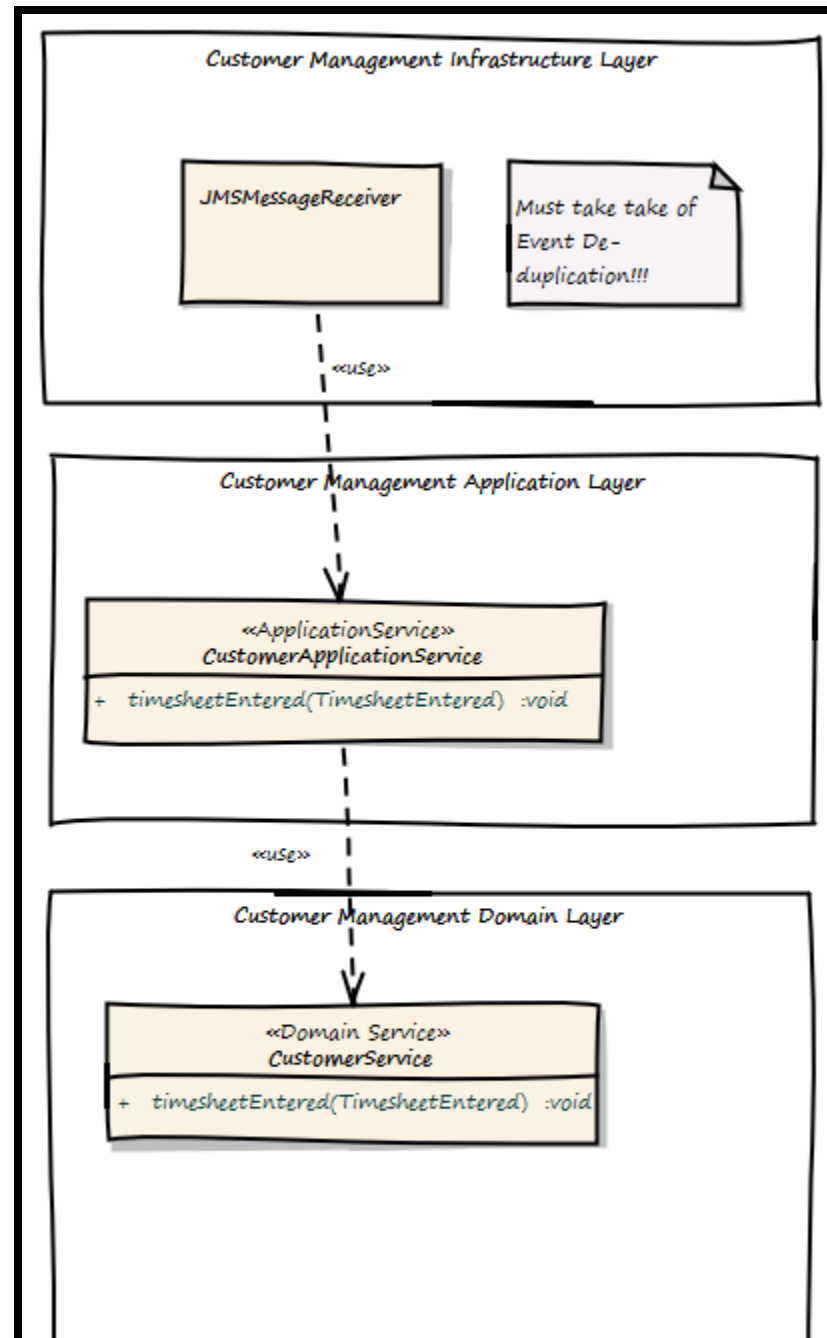 Customer Management Infrastructure Layer
JMSMessageReceiver
Must take take of
Event De-
duplication!!!
«use»
Customer Management Application Layer
«ApplicationService»
CustomerApplicationService
+ timesheetEntered(TimesheetEntered) :void
«use»
Customer Management Domain Layer
«Domain Service»
CustomerService
+ timesheetEntered(TimesheetEntered) :void